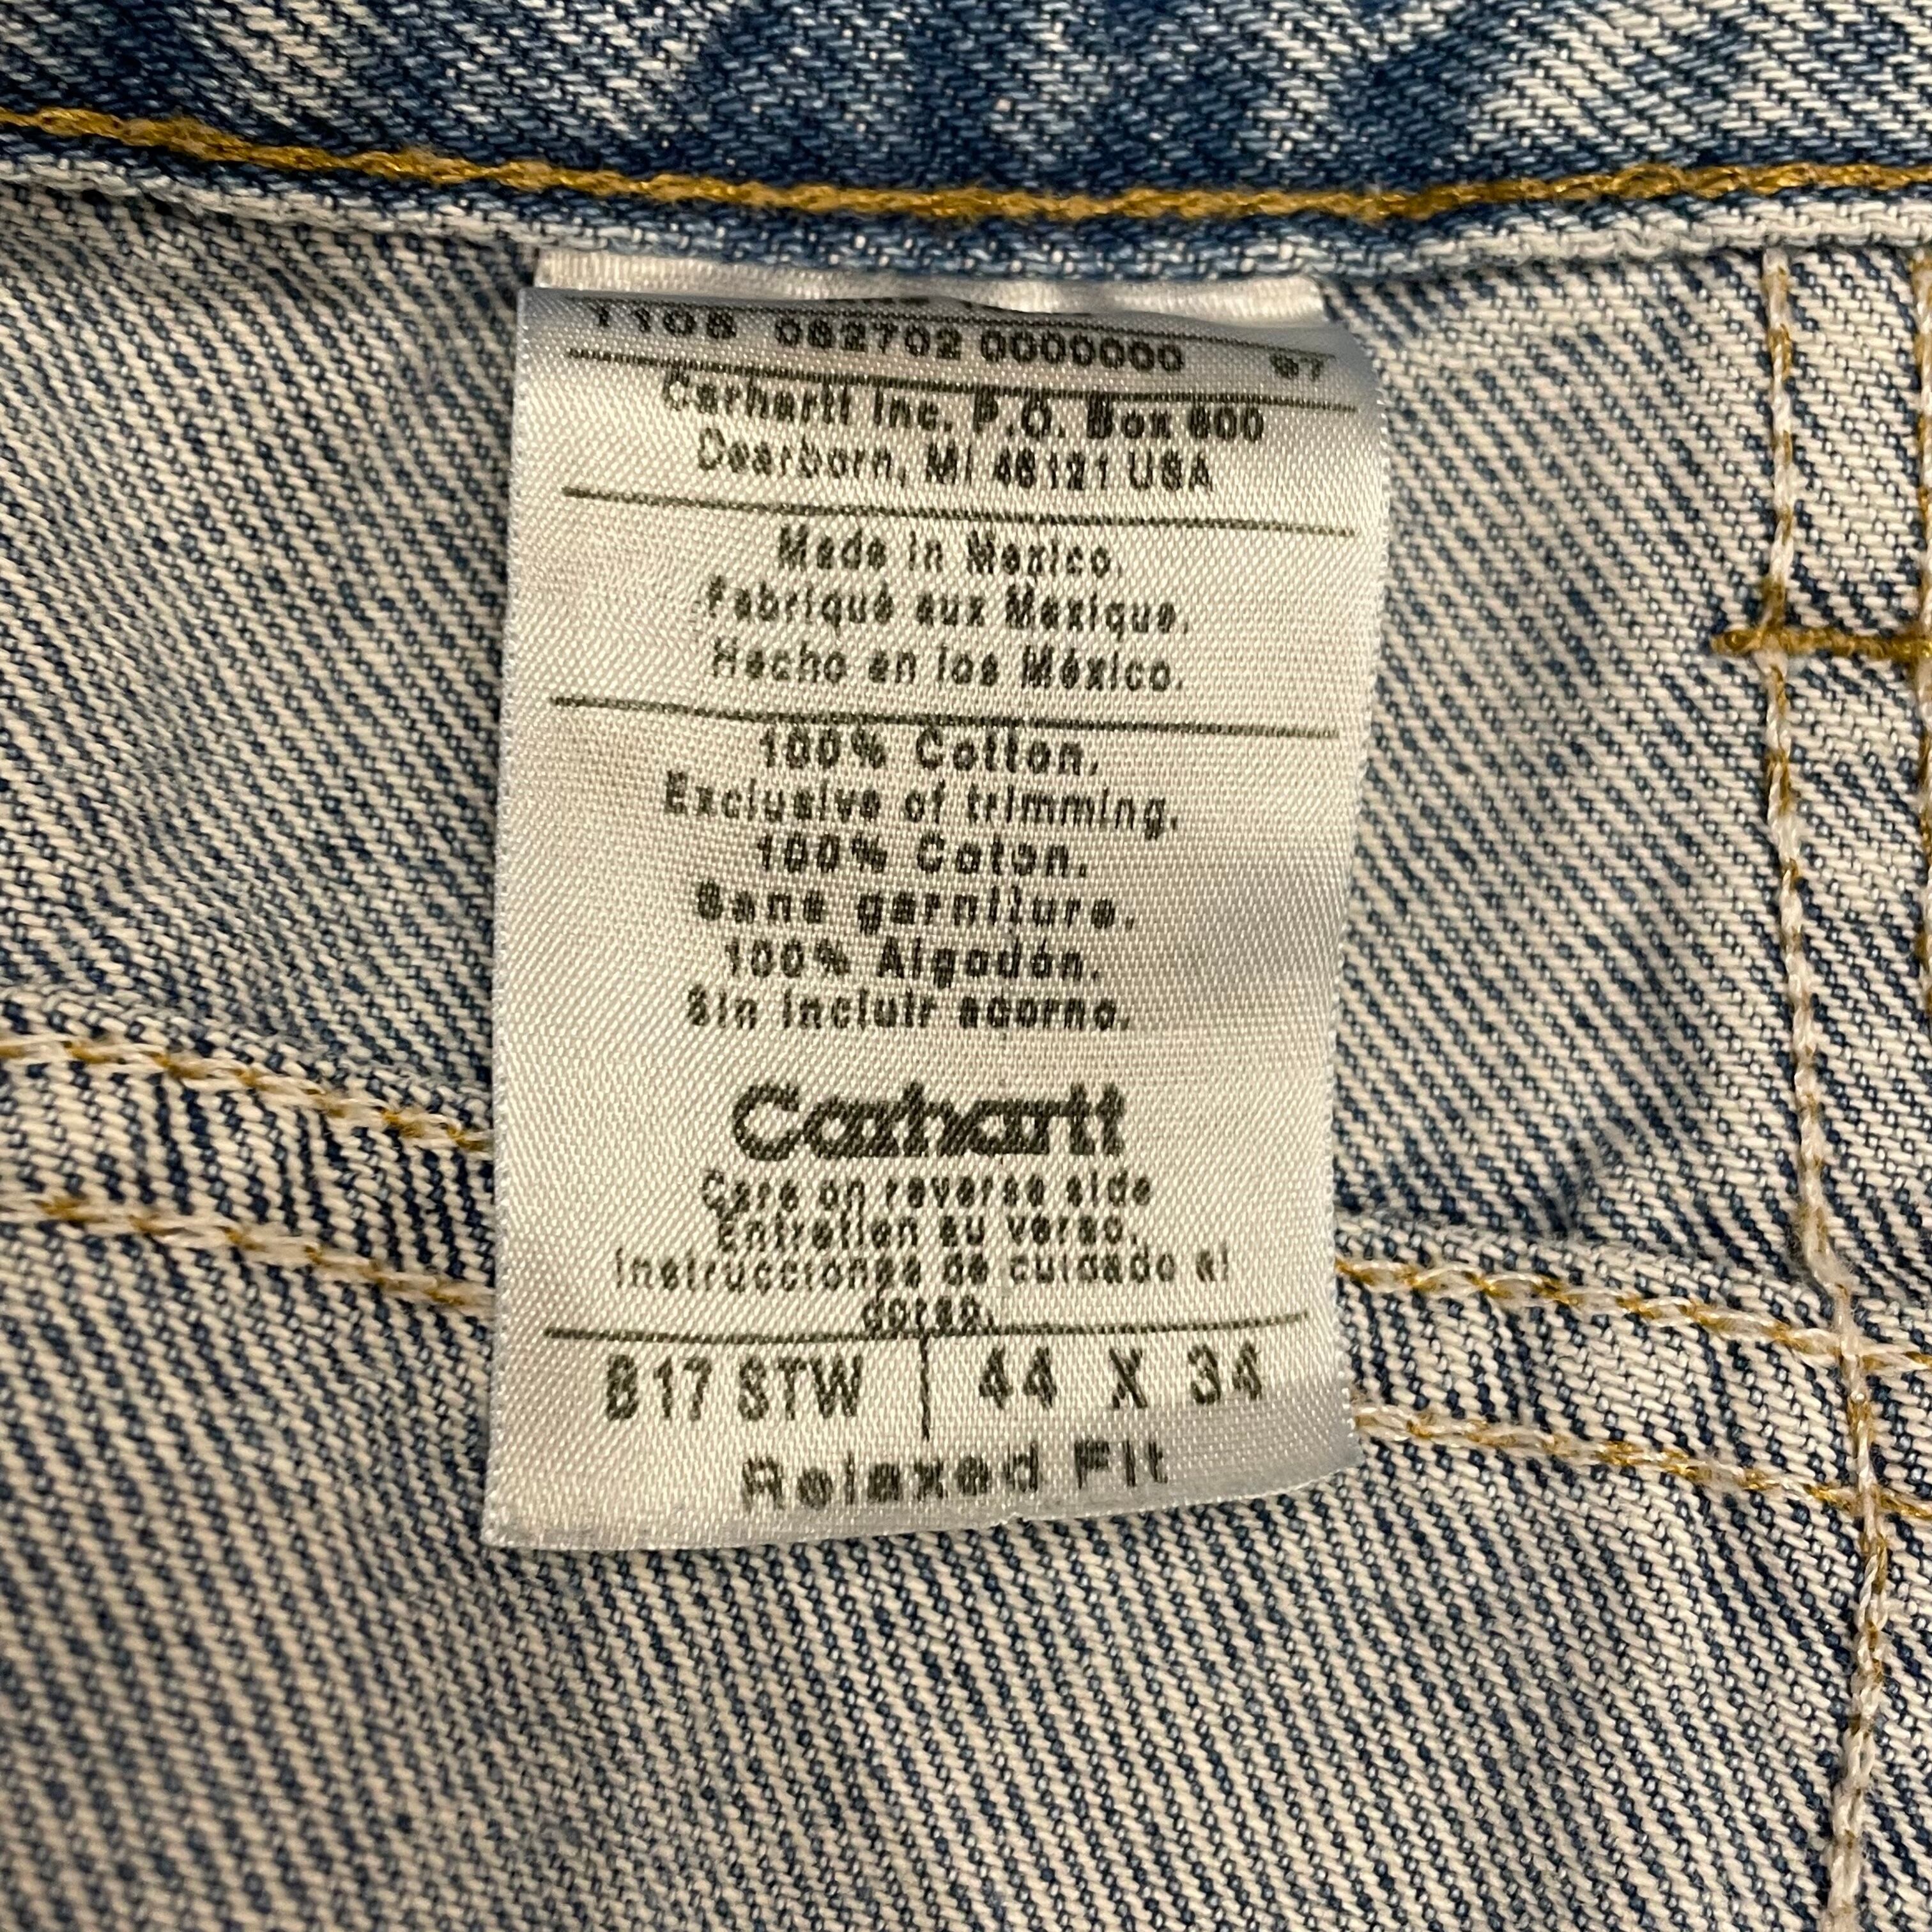 1108 082702 0000000 97
Carhartt Inc. P.O. Box 600
Dearborn, MI 48121 USA
Made in Mexico.
Fabriqué aux Mexique.
Hecho en los México.
100% Cotton.
Exclusive of trimming.
100% Coton.
Sans garniture.
100% Algodón.
Sin incluir adorno.
Carhartt
Care on reverse side
Entretien au verso.
Instrucciones de cuidado al
dorso.
B17 STW | 44 X 34
Relaxed Fit